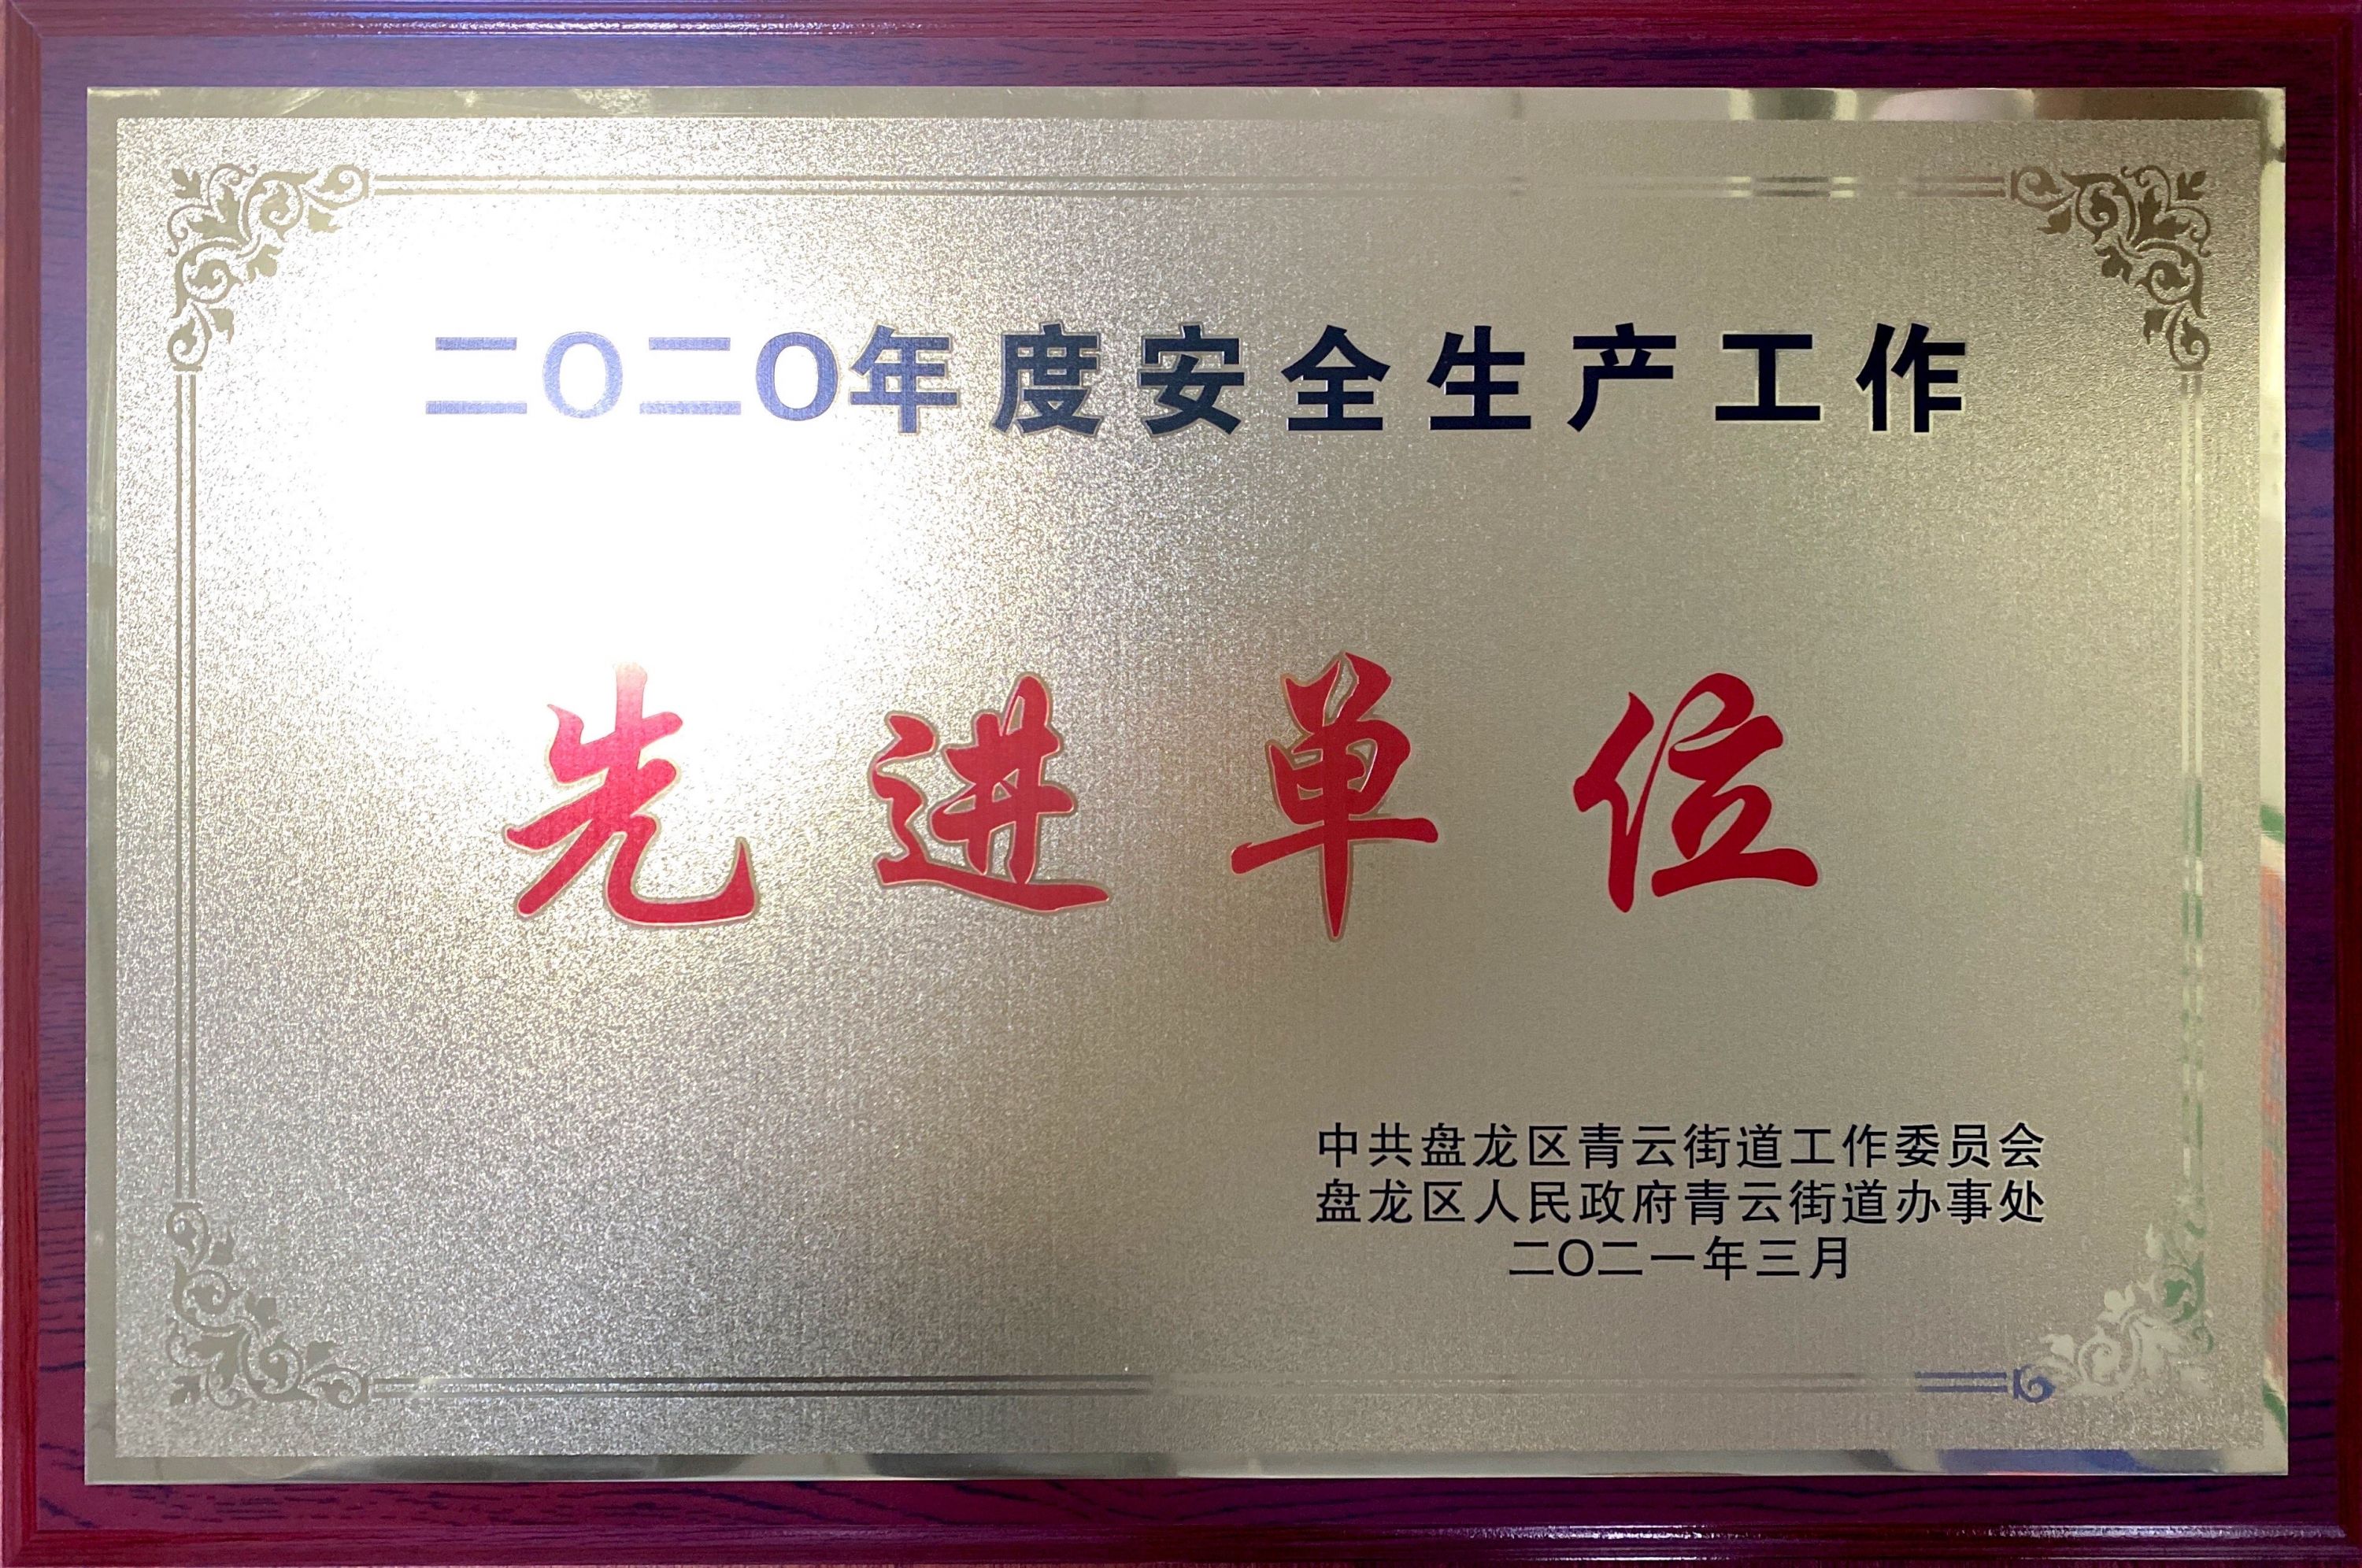 二〇二〇年度安全生产工作
先进单位
中共盘龙区青云街道工作委员会
盘龙区人民政府青云街道办事处
二〇二一年三月